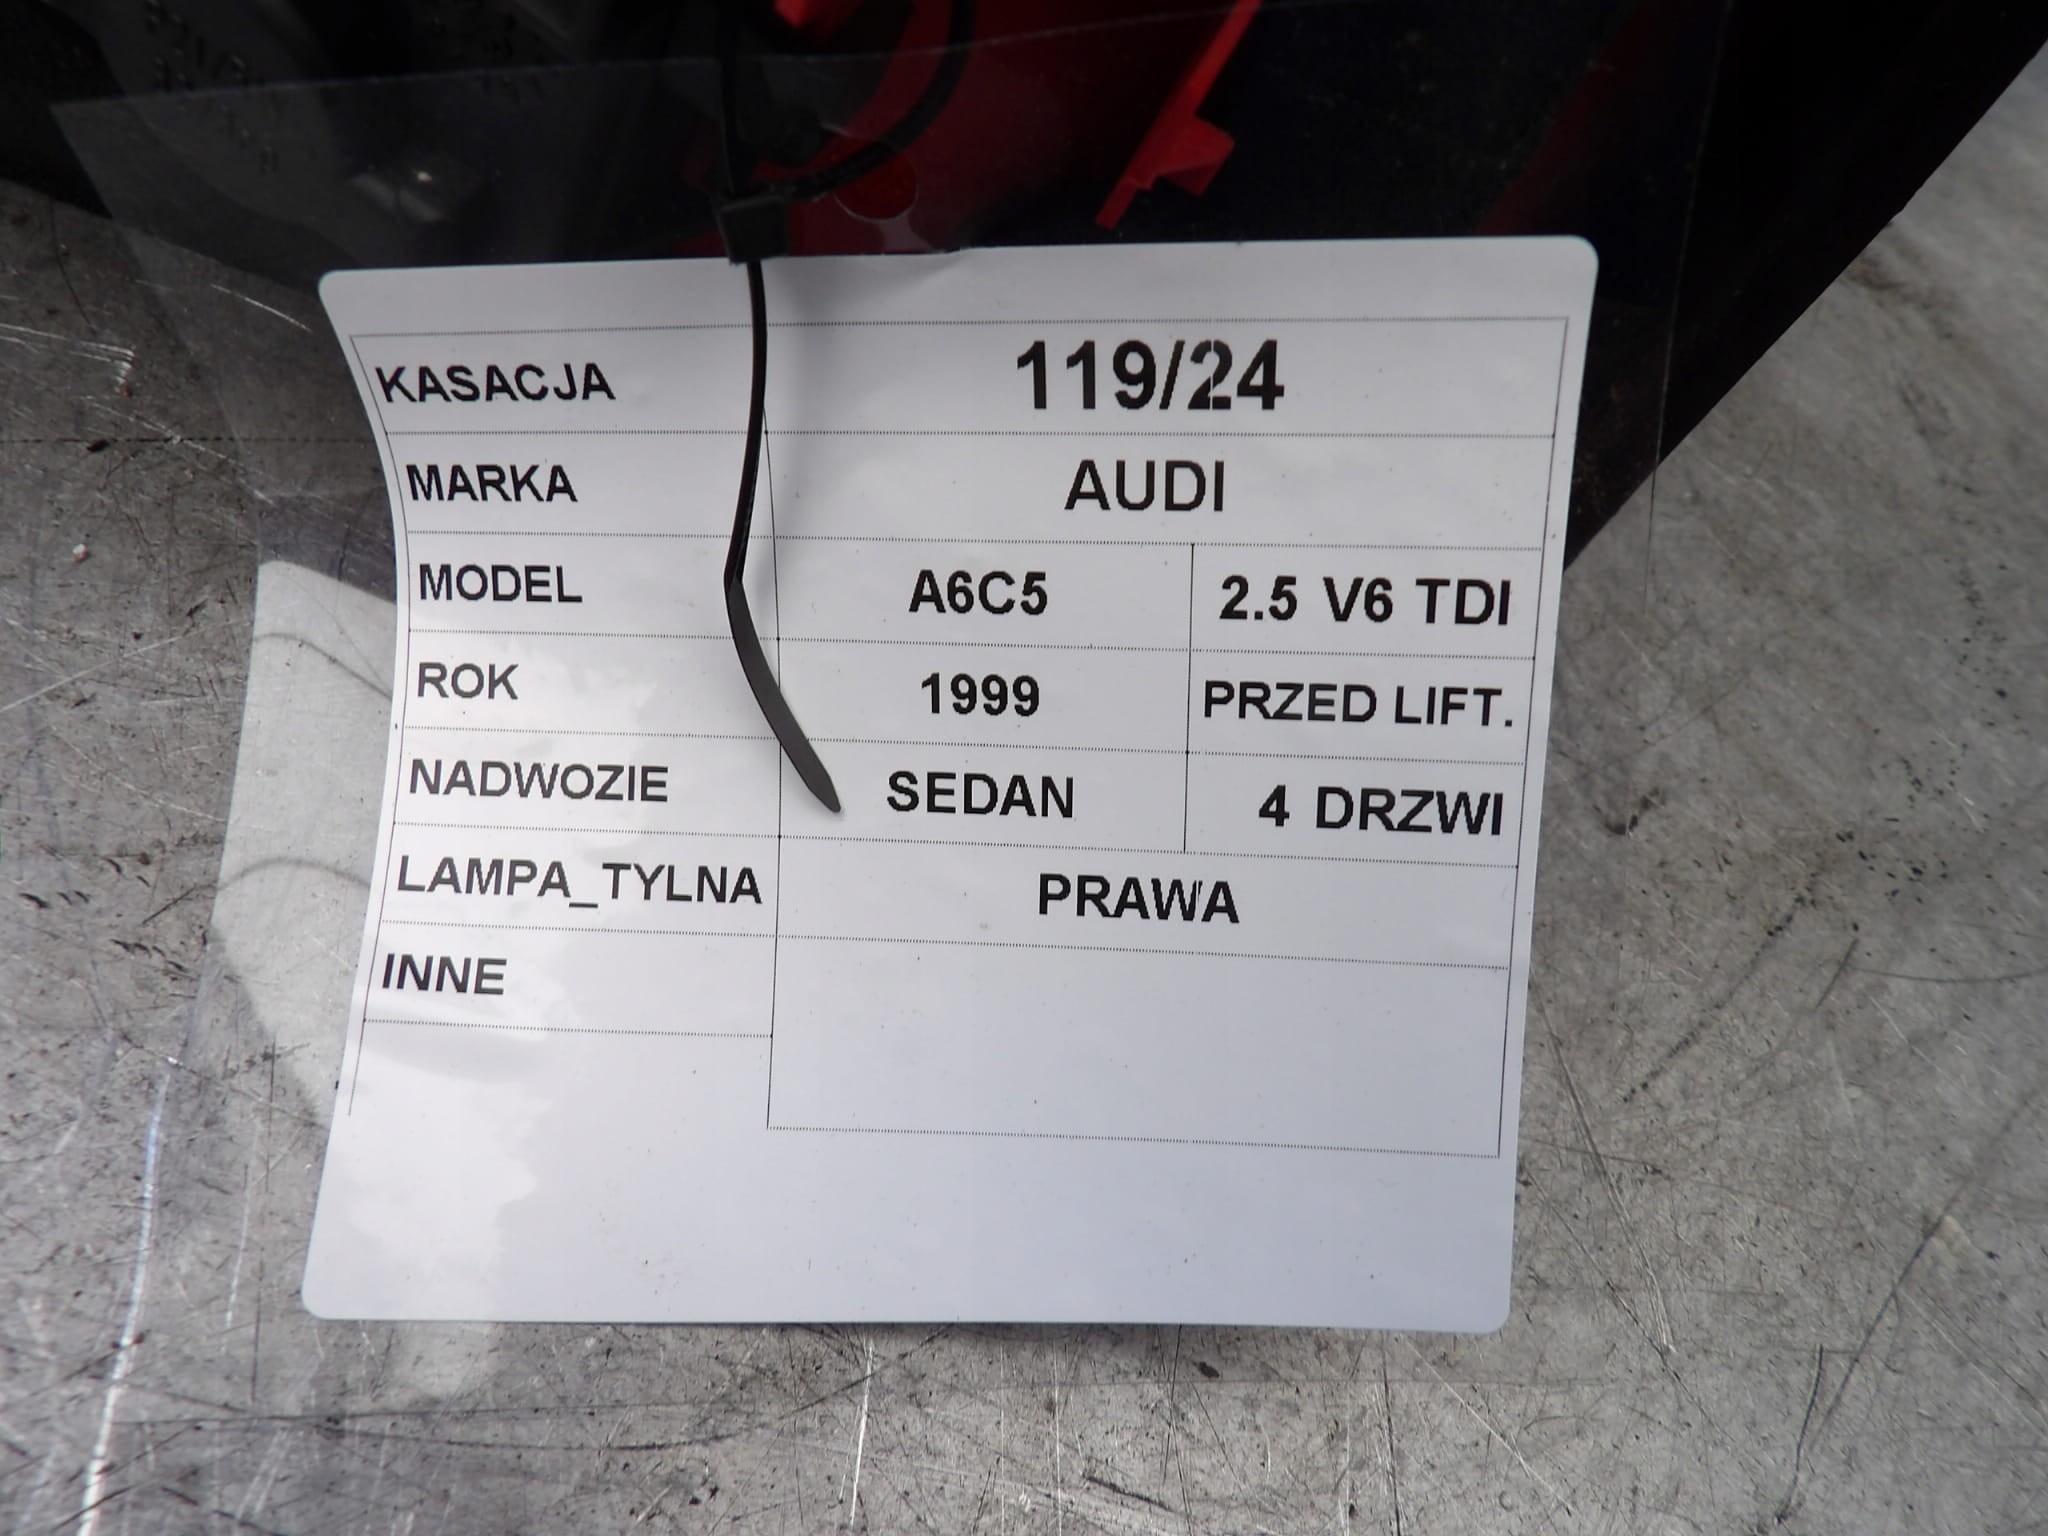 KASACJA 119/24
MARKA AUDI
MODEL A6C5 2.5 V6 TDI
ROK 1999 PRZED LIFT.
NADWOZIE SEDAN 4 DRZWI
LAMPA_TYLNA PRAWA
INNE